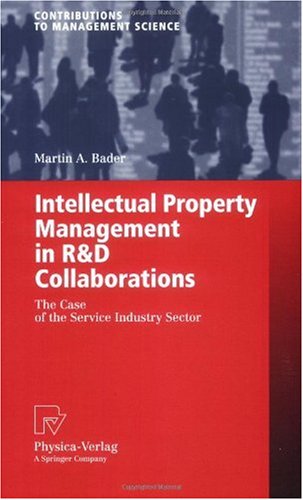 CONTRIBUTIONS
TO MANAGEMENT SCIENCE
Martin A. Bader
Intellectual Property
Management
in R&D
Collaborations
The Case
of the Service Industry Sector
Physica-Verlag
A Springer Company